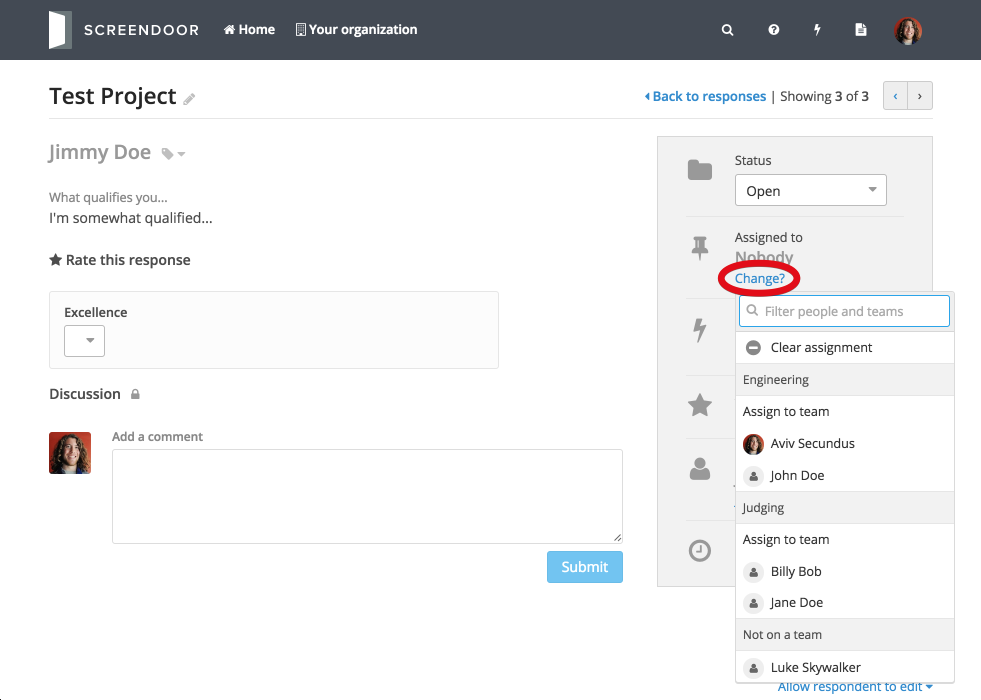 SCREENDOOR Home Your organization
Test Project
Back to responses | Showing 3 of 3
Jimmy Doe
What qualifies you...
I'm somewhat qualified...
Rate this response
Excellence
Discussion
Add a comment
Submit
Status
Open
Assigned to
Nobody
Change?
Filter people and teams
Clear assignment
Engineering
Assign to team
Aviv Secundus
John Doe
Judging
Assign to team
Billy Bob
Jane Doe
Not on a team
Luke Skywalker
Allow respondent to edit